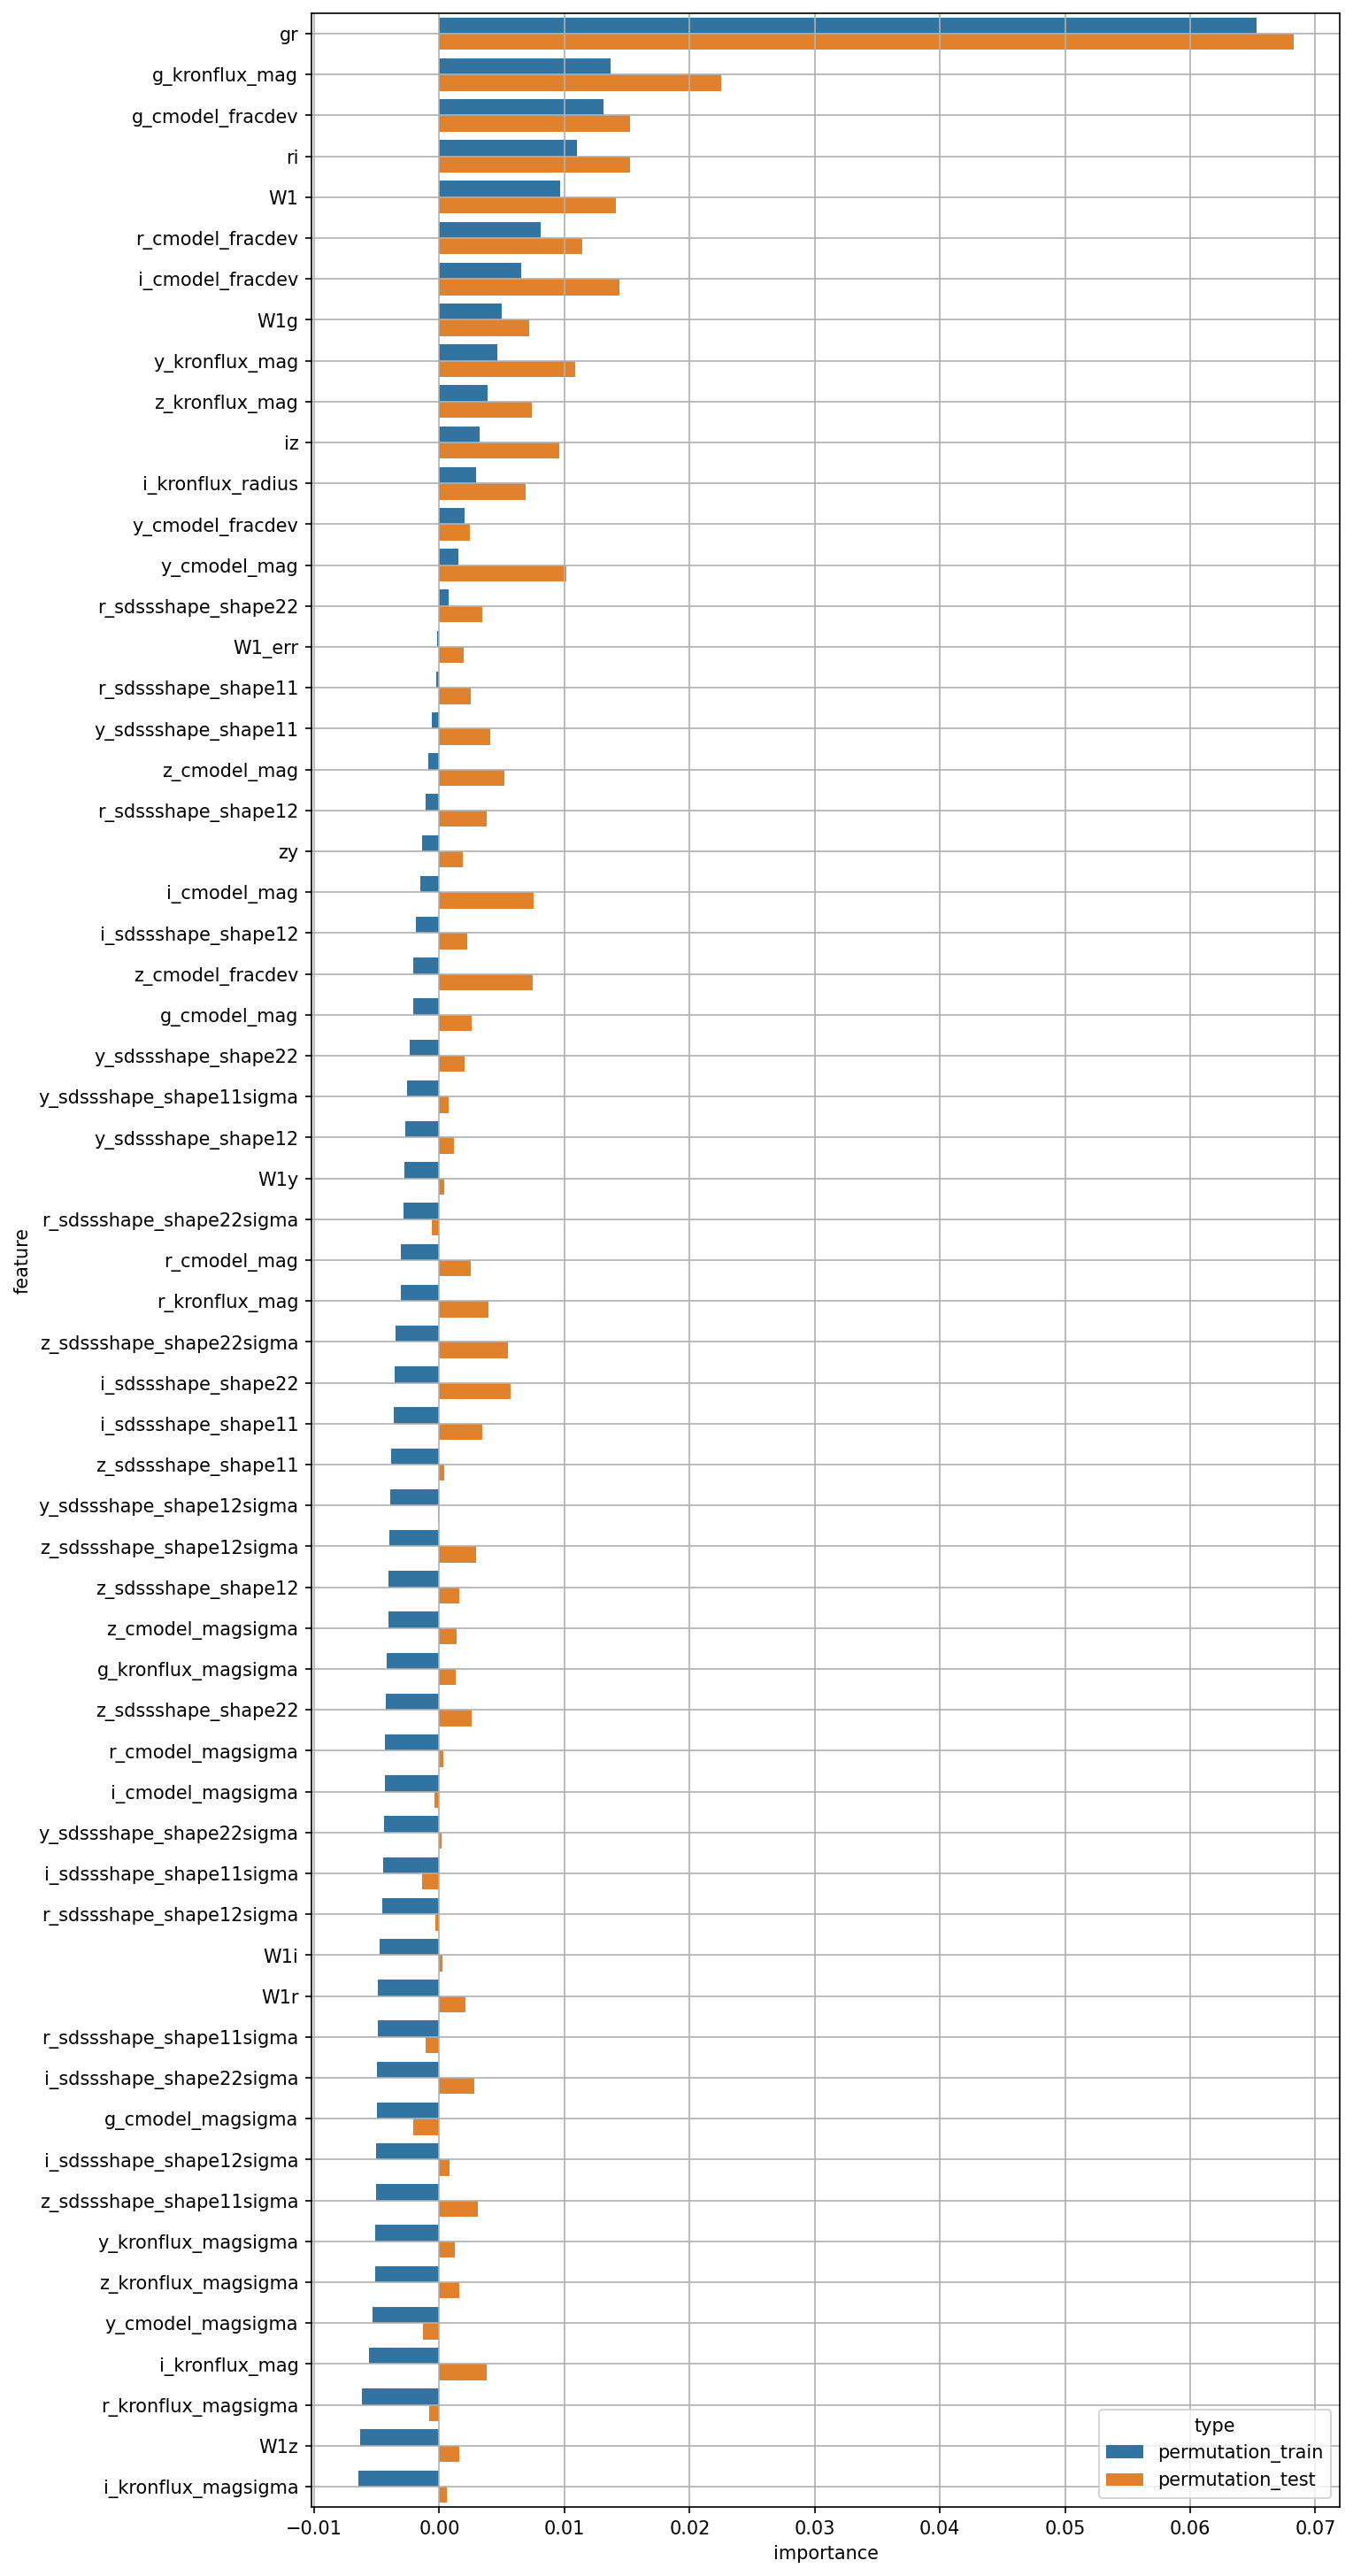 gr
g_kronflux_mag
g_cmodel_fracdev
ri
W1
r_cmodel_fracdev
i_cmodel_fracdev
W1g
y_kronflux_mag
z_kronflux_mag
iz
i_kronflux_radius
y_cmodel_fracdev
y_cmodel_mag
r_sdssshape_shape22
W1_err
r_sdssshape_shape11
y_sdssshape_shape11
z_cmodel_mag
r_sdssshape_shape12
zy
i_cmodel_mag
i_sdssshape_shape12
z_cmodel_fracdev
g_cmodel_mag
y_sdssshape_shape22
y_sdssshape_shape11sigma
y_sdssshape_shape12
W1y
r_sdssshape_shape22sigma
r_cmodel_mag
r_kronflux_mag
z_sdssshape_shape22sigma
i_sdssshape_shape22
i_sdssshape_shape11
z_sdssshape_shape11
y_sdssshape_shape12sigma
z_sdssshape_shape12sigma
z_sdssshape_shape12
z_cmodel_magsigma
g_kronflux_magsigma
z_sdssshape_shape22
r_cmodel_magsigma
i_cmodel_magsigma
y_sdssshape_shape22sigma
i_sdssshape_shape11sigma
r_sdssshape_shape12sigma
W1i
W1r
r_sdssshape_shape11sigma
i_sdssshape_shape22sigma
g_cmodel_magsigma
i_sdssshape_shape12sigma
z_sdssshape_shape11sigma
y_kronflux_magsigma
z_kronflux_magsigma
y_cmodel_magsigma
i_kronflux_mag
r_kronflux_magsigma
W1z
i_kronflux_magsigma
feature
type
permutation_train
permutation_test
−0.01 0.00 0.01 0.02 0.03 0.04 0.05 0.06 0.07
importance